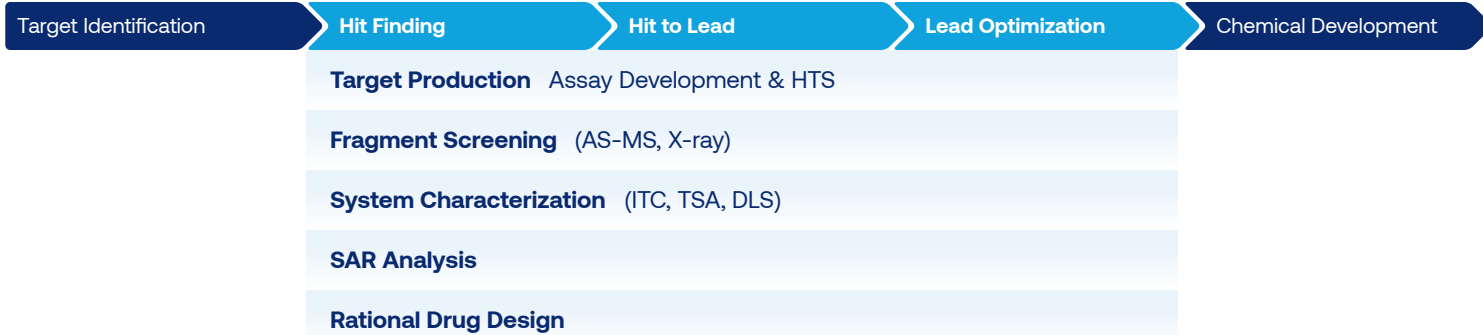 Target Identification Hit Finding Hit to Lead Lead Optimization Chemical Development
Target Production Assay Development & HTS
Fragment Screening (AS-MS, X-ray)
System Characterization (ITC, TSA, DLS)
SAR Analysis
Rational Drug Design